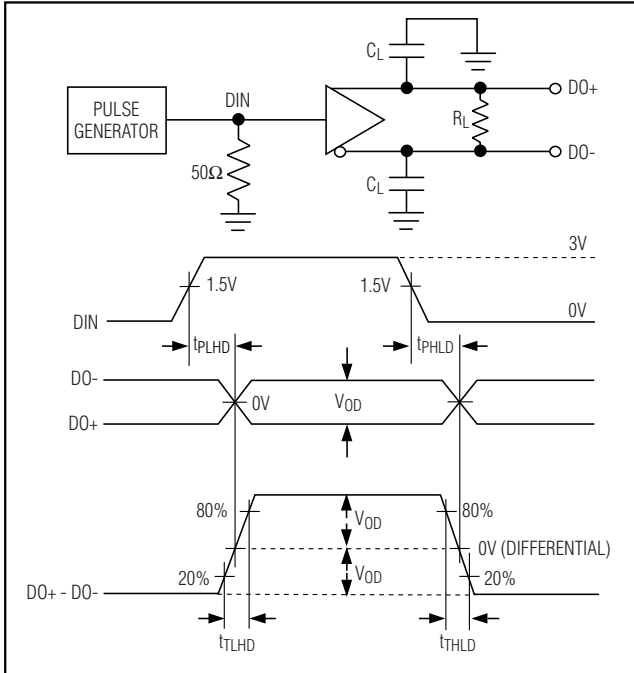 C_L
PULSE GENERATOR
DIN
DO+
R_L
DO-
50Ω
C_L
3V
1.5V
1.5V
0V
DIN
t_PLHD
t_PHLD
DO-
0V
V_OD
DO+
80%
V_OD
80%
0V (DIFFERENTIAL)
20%
V_OD
20%
DO+ - DO-
t_TLHD
t_THLD